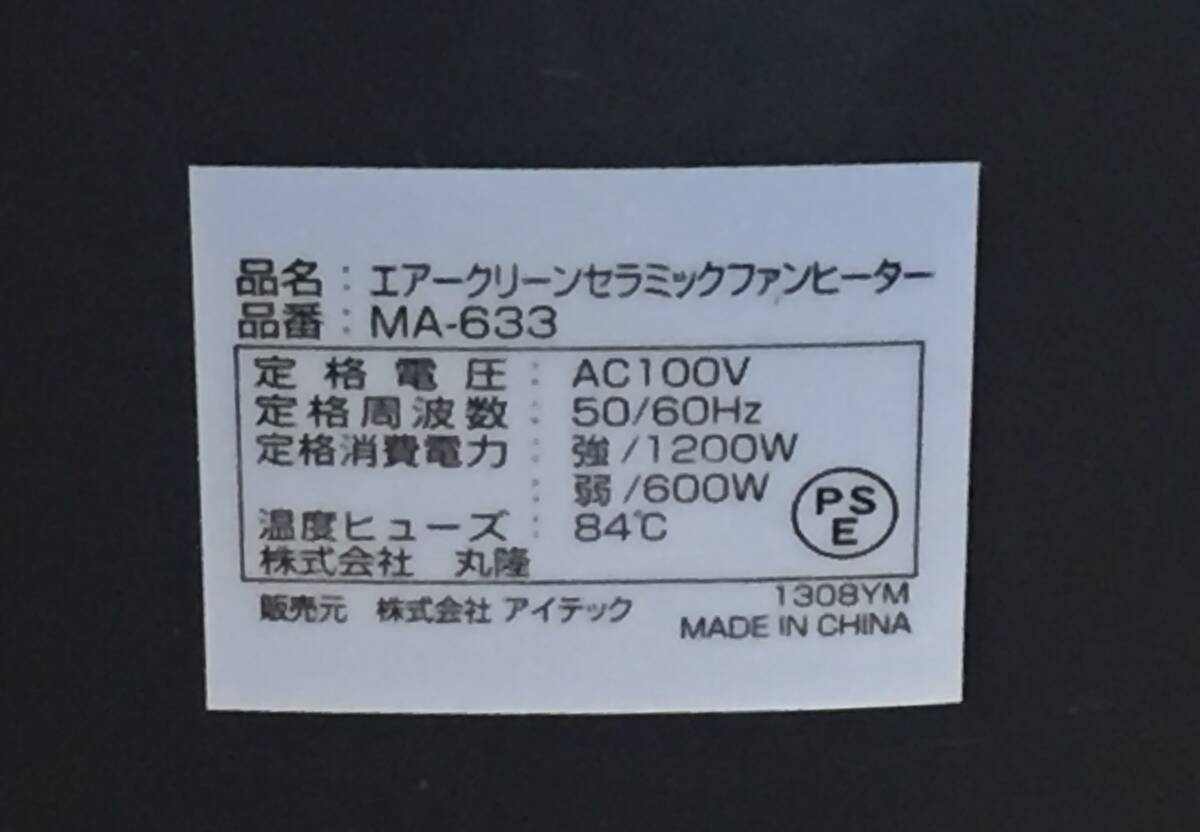 品名：エアークリーンセラミックファンヒーター
品番：MA-633
定格電圧：AC100V
定格周波数：50/60Hz
定格消費電力：強/1200W
弱/600W
PSE
温度ヒューズ：84℃
株式会社 丸隆
1308YM
販売元 株式会社 アイテック
MADE IN CHINA